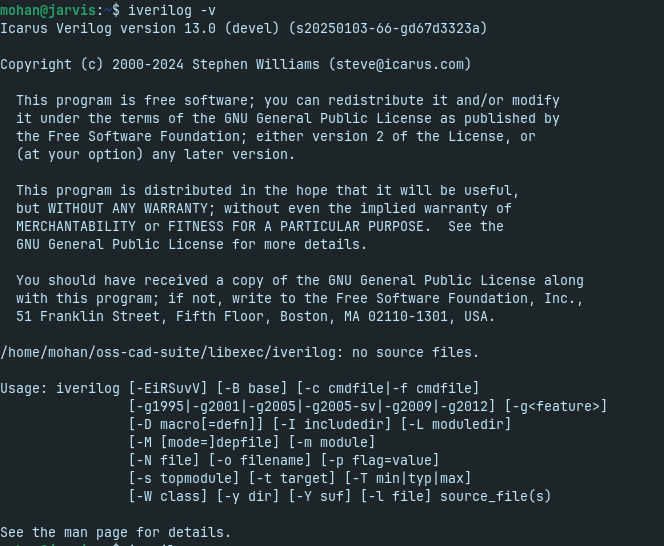 mohan@jarvis:~$ iverilog -v
Icarus Verilog version 13.0 (devel) (s20250103-66-gd67d3323a)
Copyright (c) 2000-2024 Stephen Williams (steve@icarus.com)
This program is free software; you can redistribute it and/or modify
it under the terms of the GNU General Public License as published by
the Free Software Foundation; either version 2 of the License, or
(at your option) any later version.
This program is distributed in the hope that it will be useful,
but WITHOUT ANY WARRANTY; without even the implied warranty of
MERCHANTABILITY or FITNESS FOR A PARTICULAR PURPOSE.  See the
GNU General Public License for more details.
You should have received a copy of the GNU General Public License along
with this program; if not, write to the Free Software Foundation, Inc.,
51 Franklin Street, Fifth Floor, Boston, MA 02110-1301, USA.
/home/mohan/oss-cad-suite/libexec/iverilog: no source files.
Usage: iverilog [-EiRSuvV] [-B base] [-c cmdfile|-f cmdfile]
[-g1995|-g2001|-g2005|-g2005-sv|-g2009|-g2012] [-g<feature>]
[-D macro[=defn]] [-I includedir] [-L moduledir]
[-M [mode=]depfile] [-m module]
[-N file] [-o filename] [-p flag=value]
[-s topmodule] [-t target] [-T min|typ|max]
[-W class] [-y dir] [-Y suf] [-l file] source_file(s)
See the man page for details.